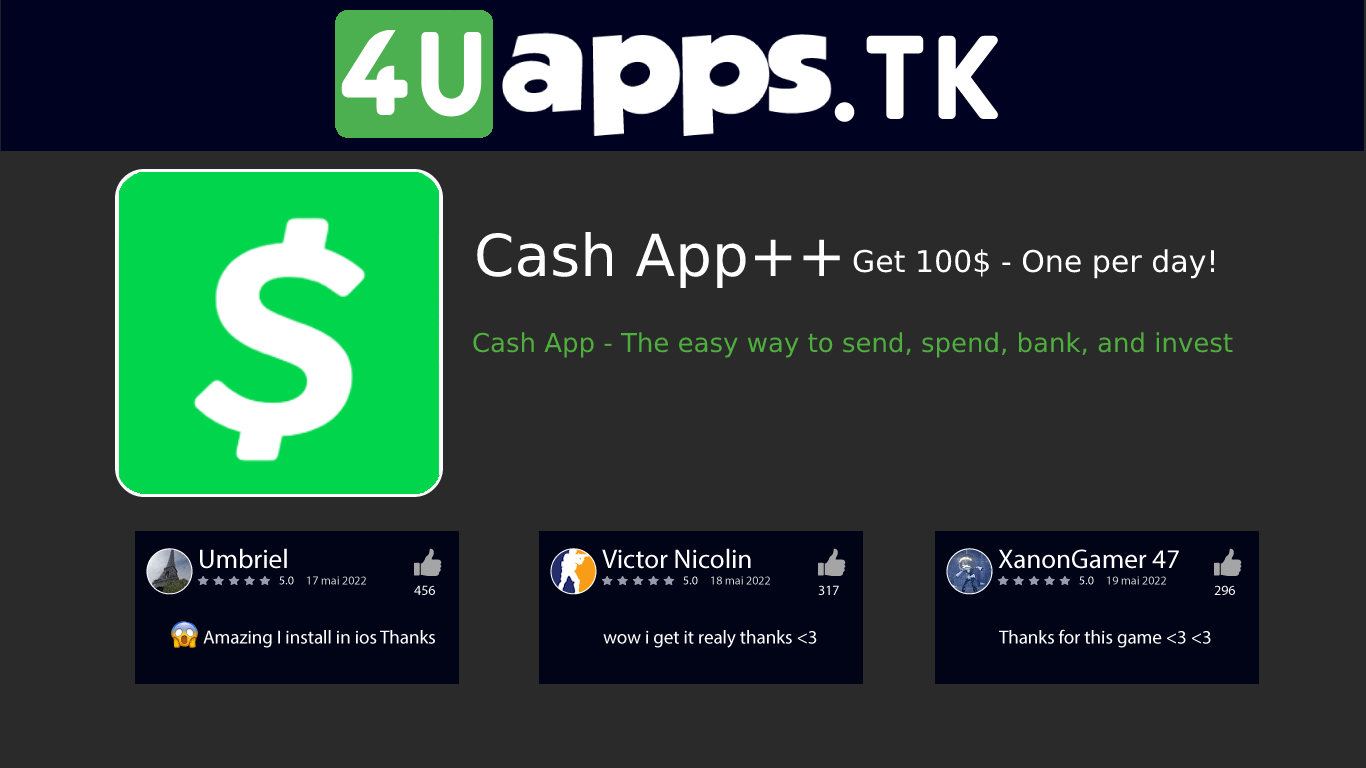 4U apps.TK
Cash App++ Get 100$ - One per day!
Cash App - The easy way to send, spend, bank, and invest
Umbriel
5.0 17 mai 2022
456
😱 Amazing I install in ios Thanks
Victor Nicolin
5.0 18 mai 2022
317
wow i get it realy thanks <3
XanonGamer 47
5.0 19 mai 2022
296
Thanks for this game <3 <3